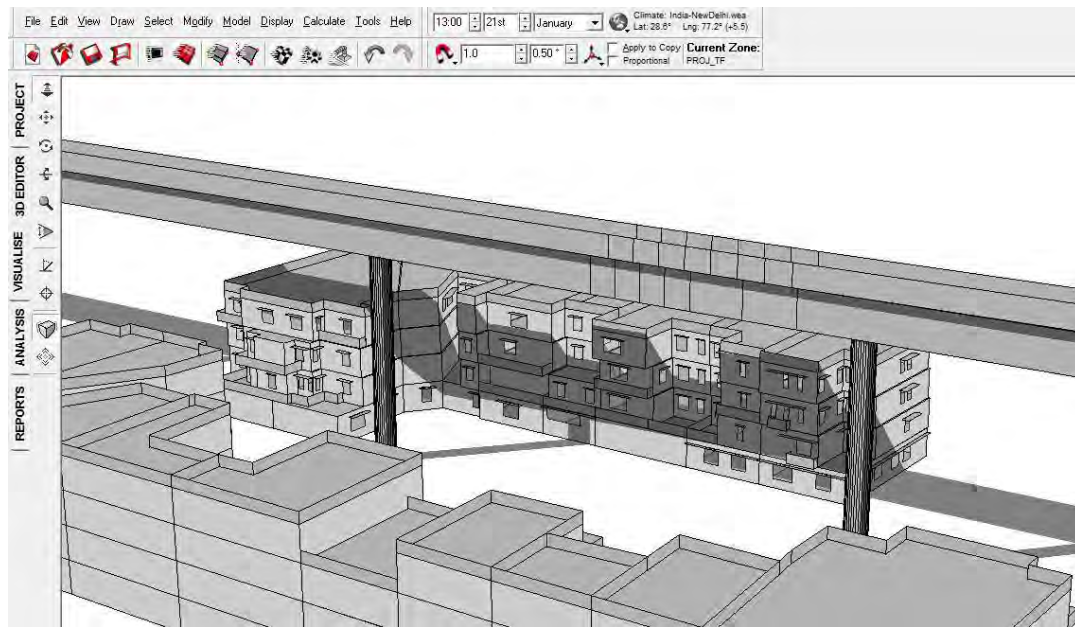 File Edit View Draw Select Modify Model Display Calculate Tools Help
13:00 21st January
Climate: India-NewDelhi.wea
Lat: 28.6° Lng: 77.2° (+5.5)
1.0 0.50 °
Apply to Copy
Proportional
Current Zone:
PROJ_TF
PROJECT
3D EDITOR
VISUALISE
ANALYSIS
REPORTS